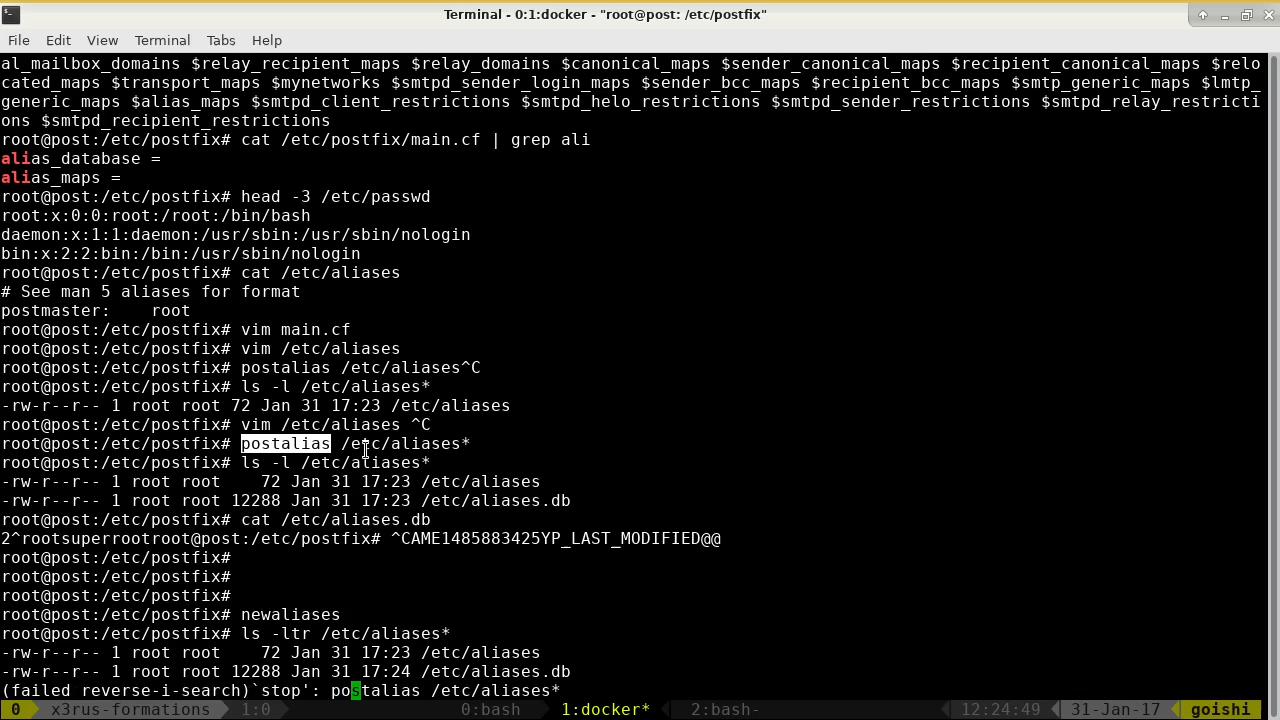 Terminal - 0:1:docker - "root@post: /etc/postfix"
File Edit View Terminal Tabs Help
al_mailbox_domains $relay_recipient_maps $relay_domains $canonical_maps $sender_canonical_maps $recipient_canonical_maps $relo
cated_maps $transport_maps $mynetworks $smtpd_sender_login_maps $sender_bcc_maps $recipient_bcc_maps $smtp_generic_maps $lmtp_
generic_maps $alias_maps $smtpd_client_restrictions $smtpd_helo_restrictions $smtpd_sender_restrictions $smtpd_relay_restricti
ons $smtpd_recipient_restrictions
root@post:/etc/postfix# cat /etc/postfix/main.cf | grep ali
alias_database =
alias_maps =
root@post:/etc/postfix# head -3 /etc/passwd
root:x:0:0:root:/root:/bin/bash
daemon:x:1:1:daemon:/usr/sbin:/usr/sbin/nologin
bin:x:2:2:bin:/bin:/usr/sbin/nologin
root@post:/etc/postfix# cat /etc/aliases
# See man 5 aliases for format
postmaster:    root
root@post:/etc/postfix# vim main.cf
root@post:/etc/postfix# vim /etc/aliases
root@post:/etc/postfix# postalias /etc/aliases^C
root@post:/etc/postfix# ls -l /etc/aliases*
-rw-r--r-- 1 root root 72 Jan 31 17:23 /etc/aliases
root@post:/etc/postfix# vim /etc/aliases ^C
root@post:/etc/postfix# postalias /etc/aliases*
root@post:/etc/postfix# ls -l /etc/aliases*
-rw-r--r-- 1 root root    72 Jan 31 17:23 /etc/aliases
-rw-r--r-- 1 root root 12288 Jan 31 17:23 /etc/aliases.db
root@post:/etc/postfix# cat /etc/aliases.db
2^rootsuperrootroot@post:/etc/postfix# ^CAME1485883425YP_LAST_MODIFIED@@
root@post:/etc/postfix#
root@post:/etc/postfix#
root@post:/etc/postfix#
root@post:/etc/postfix# newaliases
root@post:/etc/postfix# ls -ltr /etc/aliases*
-rw-r--r-- 1 root root    72 Jan 31 17:23 /etc/aliases
-rw-r--r-- 1 root root 12288 Jan 31 17:24 /etc/aliases.db
(failed reverse-i-search)`stop': postalias /etc/aliases*
0 x3rus-formations 1:0 0:bash 1:docker* 2:bash- 12:24:49 31-Jan-17 goishi